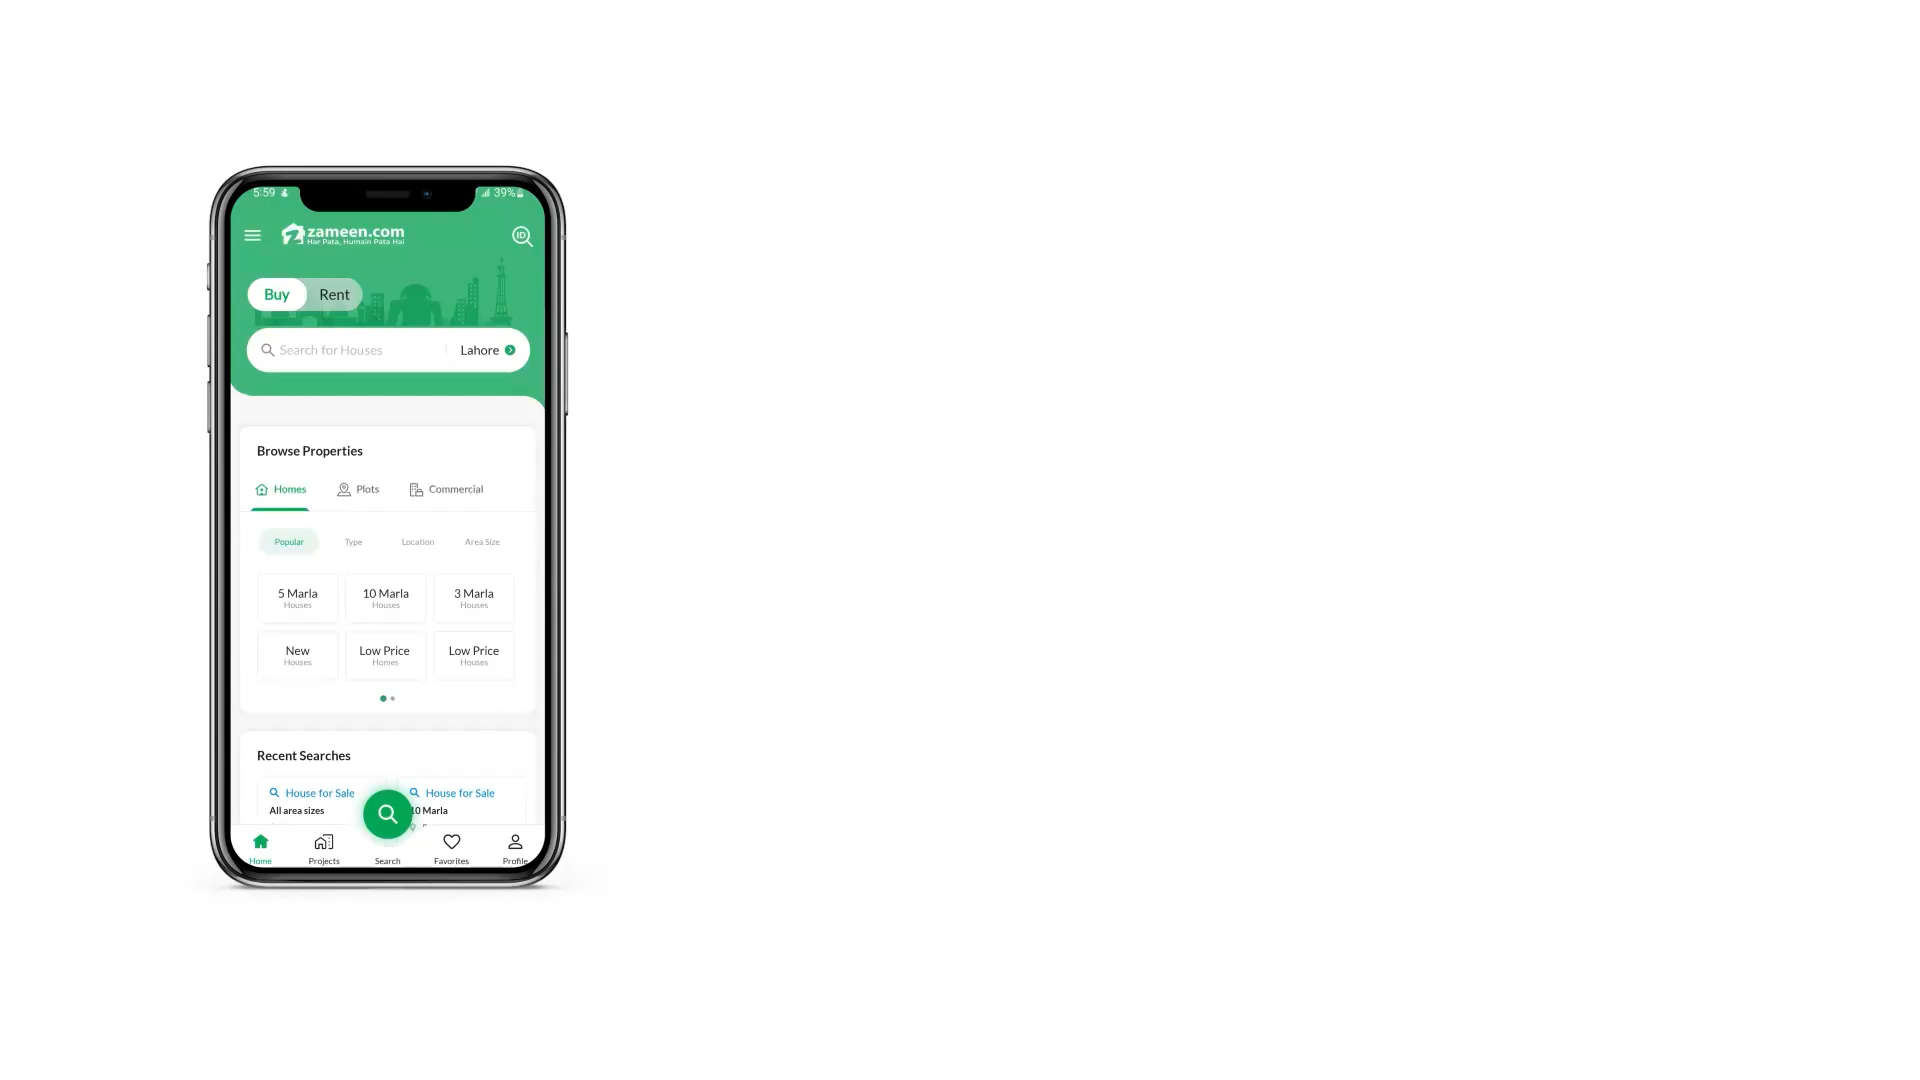 5:59 39%
zameen.com
Har Pata, Humain Pata Hai
ID
Buy Rent
Search for Houses Lahore
Browse Properties
Homes Plots Commercial
Popular Type Location Area Size
5 Marla 10 Marla 3 Marla
Houses Houses Houses
New Low Price Low Price
Houses Homes Houses
Recent Searches
House for Sale House for Sale
All area sizes 10 Marla
Home Projects Search Favorites Profile